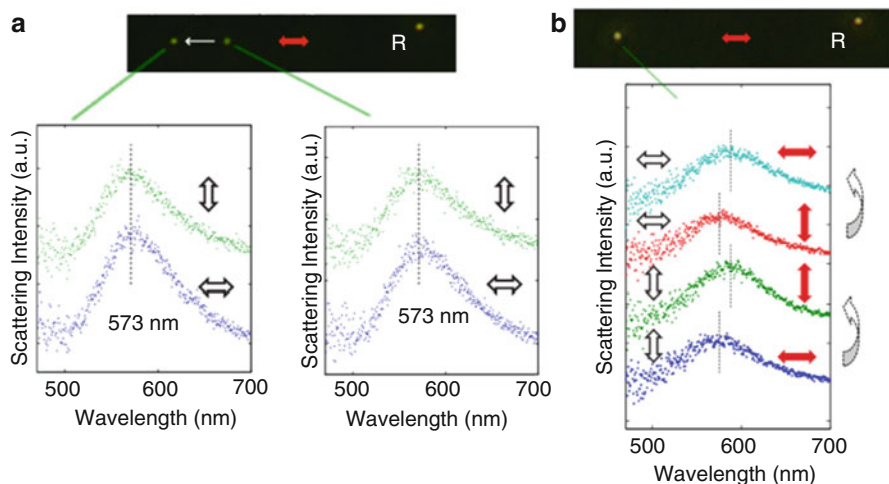 a
R
Scattering Intensity (a.u.)
573 nm
500 600 700
Wavelength (nm)
Scattering Intensity (a.u.)
573 nm
500 600 700
Wavelength (nm)
b
R
Scattering Intensity (a.u.)
500 600 700
Wavelength (nm)